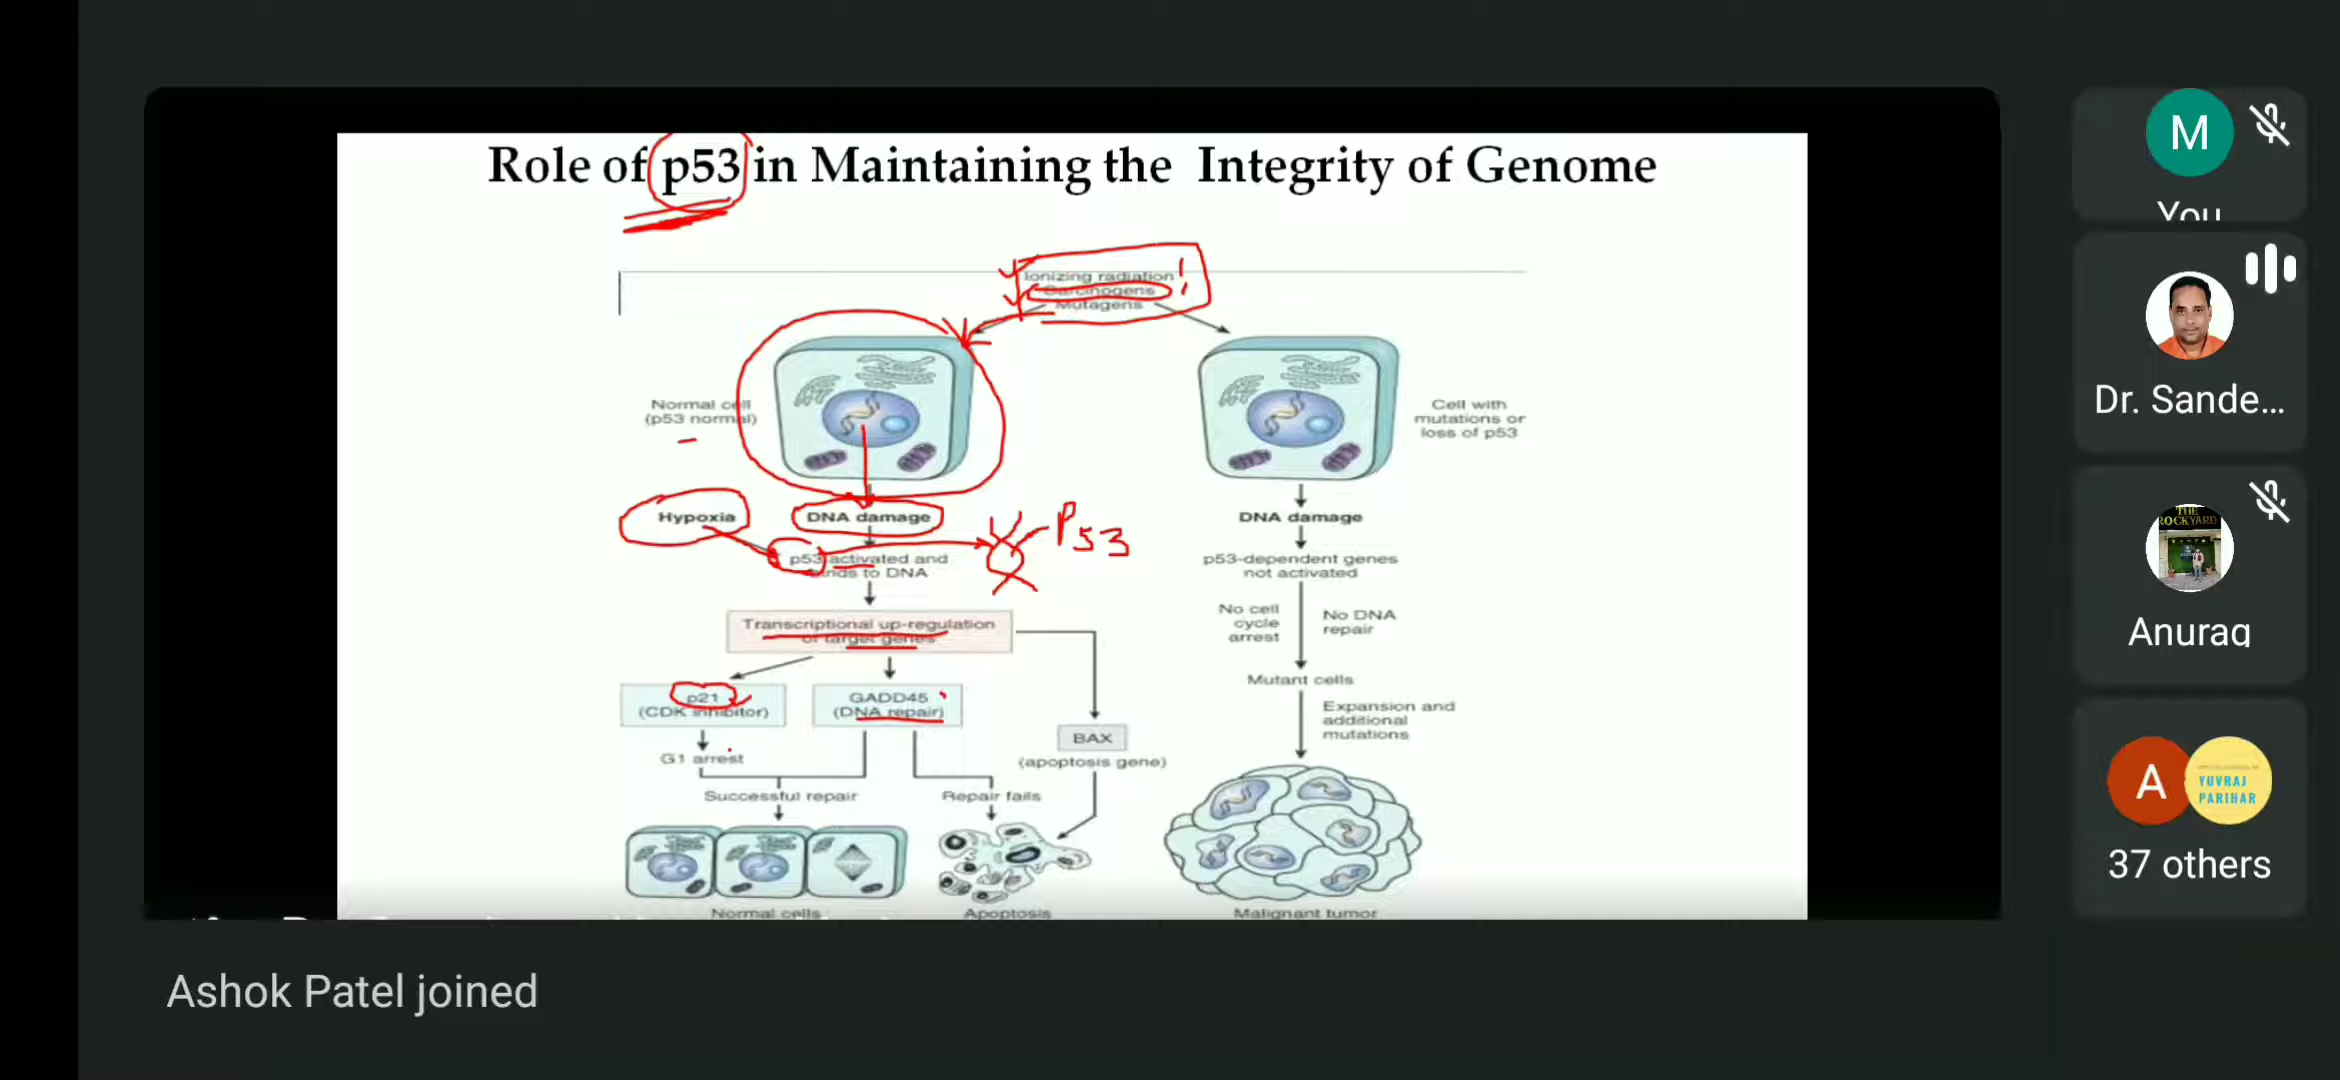 Role of p53 in Maintaining the Integrity of Genome
Ionizing radiation
Carcinogens
Mutagens
Normal cell
(p53 normal)
Cell with
mutations or
loss of p53
Hypoxia
DNA damage
P53
p53 activated and
binds to DNA
Transcriptional up-regulation
of target genes
p21
(CDK inhibitor)
GADD45
(DNA repair)
G1 arrest
BAX
(apoptosis gene)
Successful repair
Repair fails
Normal cells
Apoptosis
DNA damage
p53-dependent genes
not activated
No cell
cycle
arrest
No DNA
repair
Mutant cells
Expansion and
additional
mutations
Malignant tumor
M
You
Dr. Sande...
THE
ROCKYARD
Anurag
A
YUVRAJ
PARIHAR
37 others
Ashok Patel joined